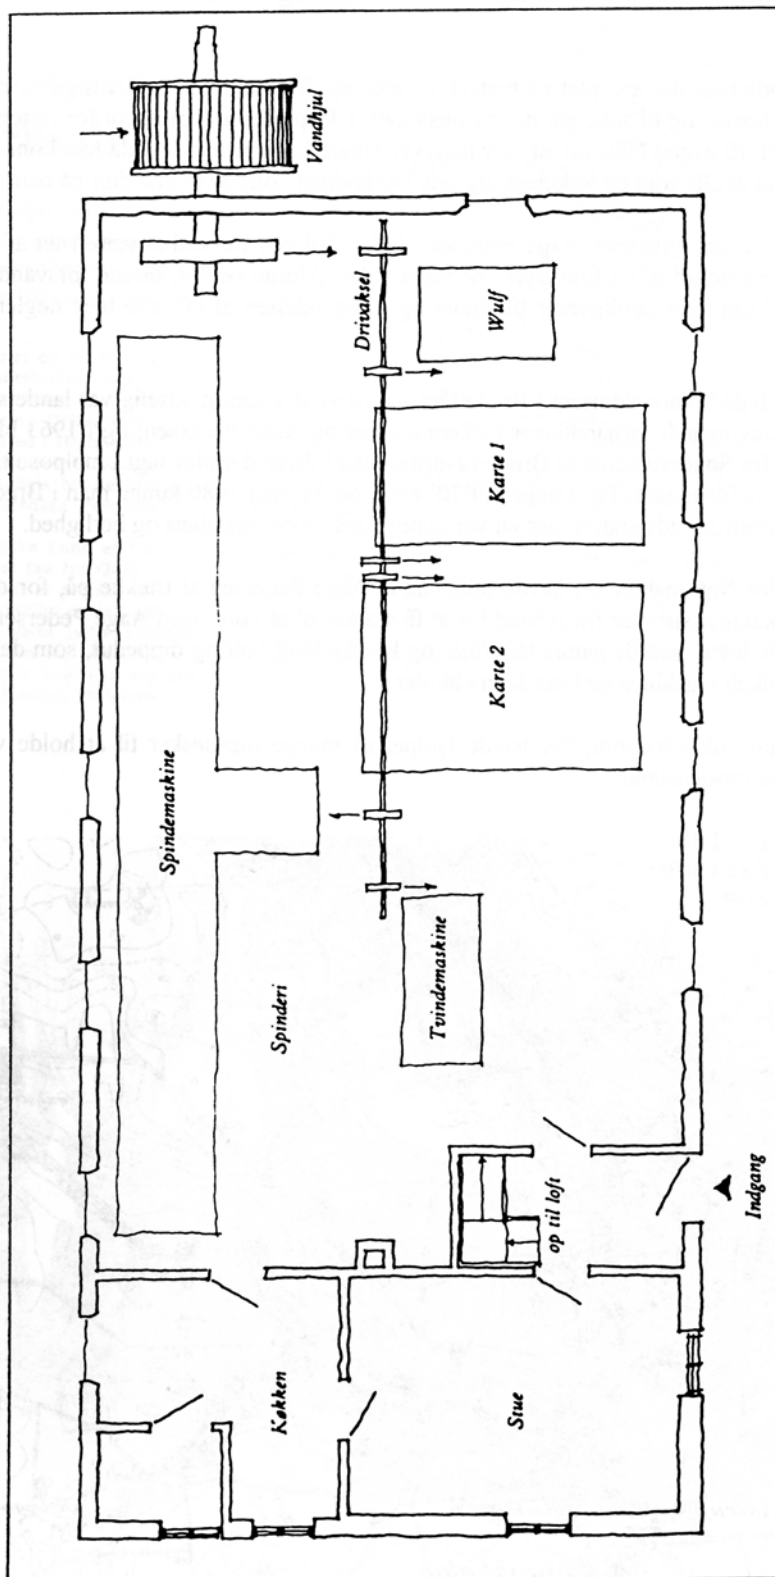 Vandhjul
Drivaksel
Wulf
Karte 1
Karte 2
Spindemaskine
Spinderi
Tvindemaskine
op til loft
Indgang
Køkken
Stue